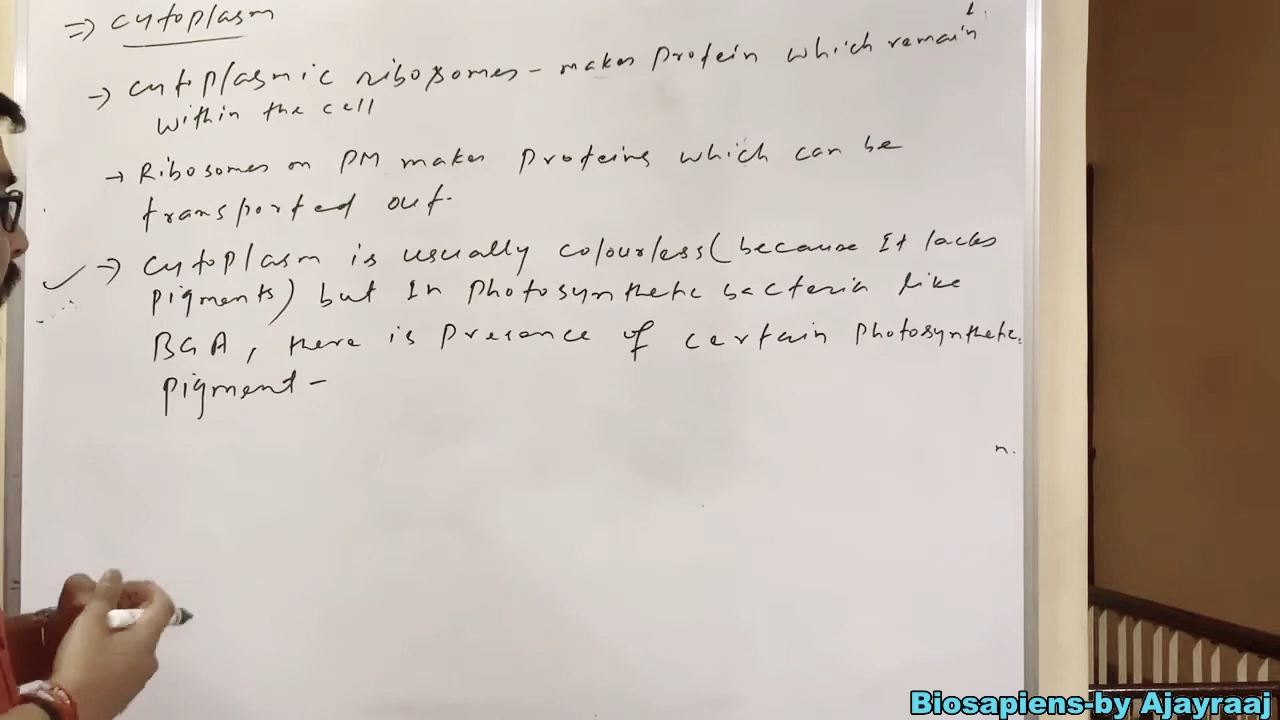 => Cytoplasm
-> Cytoplasmic ribosomes - makes protein which remain
within the cell
-> Ribosomes on PM makes proteins which can be
transported out.
-> Cytoplasm is usually colourless (because It lacks
pigments) but In photosynthetic bacteria like
BGA, there is presence of certain photosynthetic
pigment -
n.
Biosapiens-by Ajayraaj